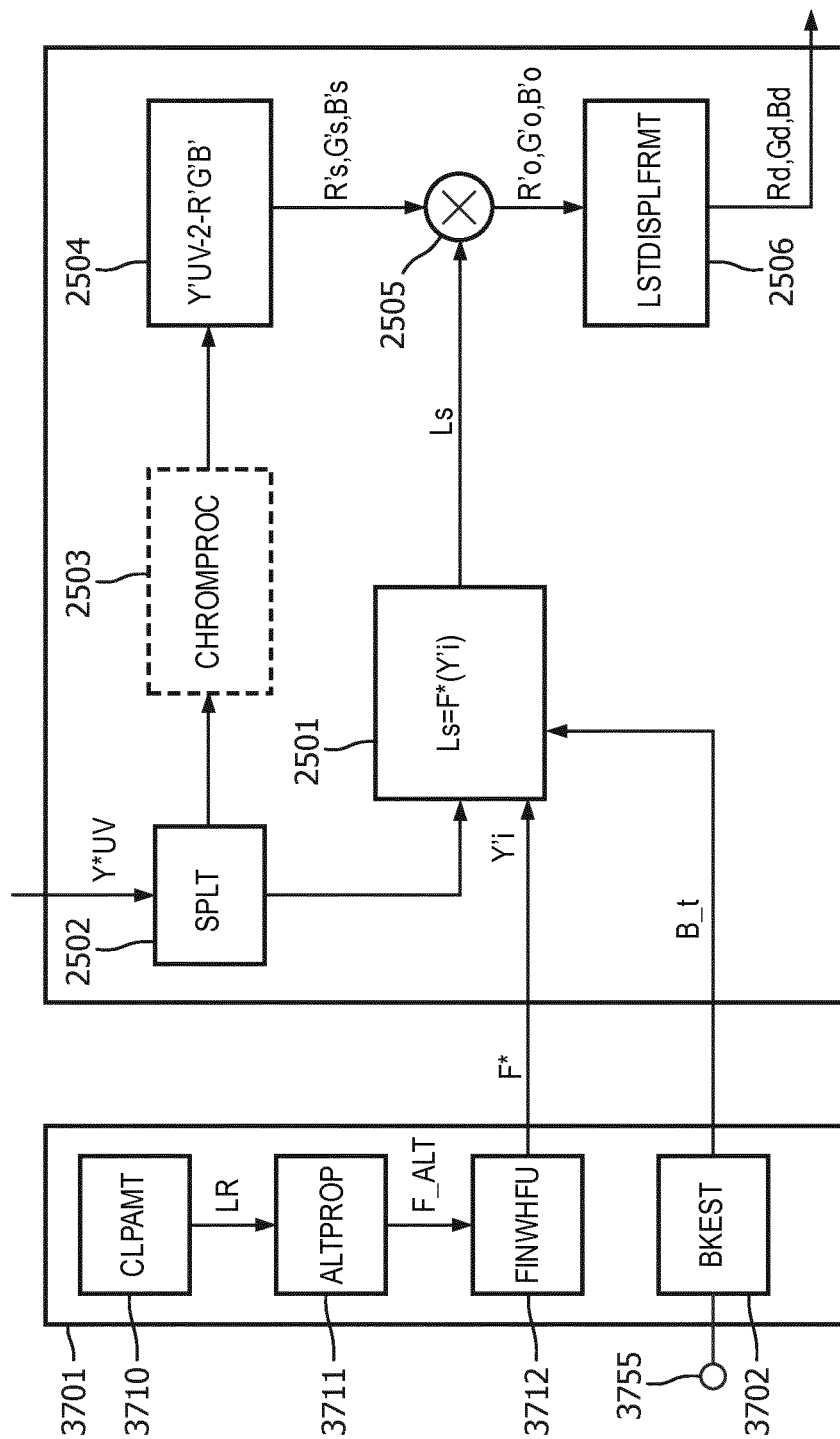 3701
3710
CLPAMT
LR
3711
ALTPROP
F_ALT
3712
FINWHFU
F*
3755
3702
BKEST
B_t
Y*UV
2502
SPLT
2503
CHROMPROC
2504
Y'UV-2-R'G'B'
R's,G's,B's
Y'i
2501
Ls=F*(Y'i)
Ls
2505
R'o,G'o,B'o
LSTDISPLFRMT
2506
Rd,Gd,Bd